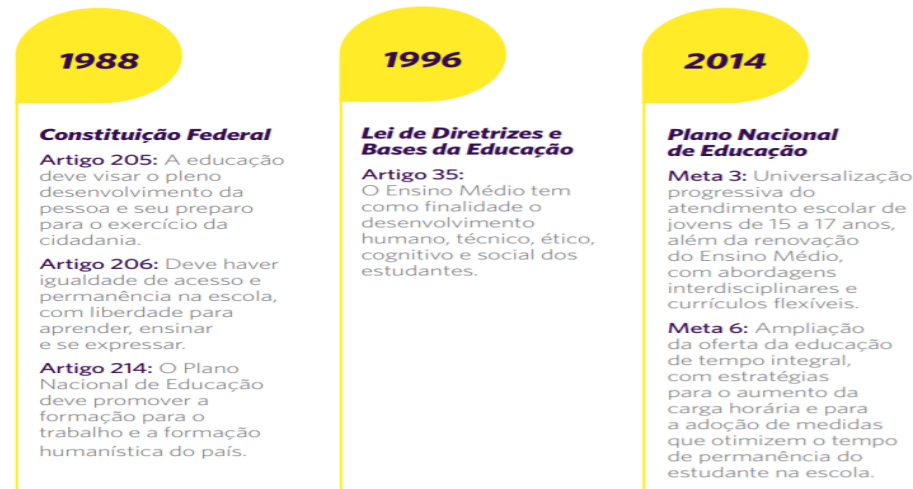 1988
Constituição Federal
Artigo 205: A educação
deve visar o pleno
desenvolvimento da
pessoa e seu preparo
para o exercício da
cidadania.
Artigo 206: Deve haver
igualdade de acesso e
permanência na escola,
com liberdade para
aprender, ensinar
e se expressar.
Artigo 214: O Plano
Nacional de Educação
deve promover a
formação para o
trabalho e a formação
humanística do país.
1996
Lei de Diretrizes e
Bases da Educação
Artigo 35:
O Ensino Médio tem
como finalidade o
desenvolvimento
humano, técnico, ético,
cognitivo e social dos
estudantes.
2014
Plano Nacional
de Educação
Meta 3: Universalização
progressiva do
atendimento escolar de
jovens de 15 a 17 anos,
além da renovação
do Ensino Médio,
com abordagens
interdisciplinares e
currículos flexíveis.
Meta 6: Ampliação
da oferta da educação
de tempo integral,
com estratégias
para o aumento da
carga horária e para
a adoção de medidas
que otimizem o tempo
de permanência do
estudante na escola.